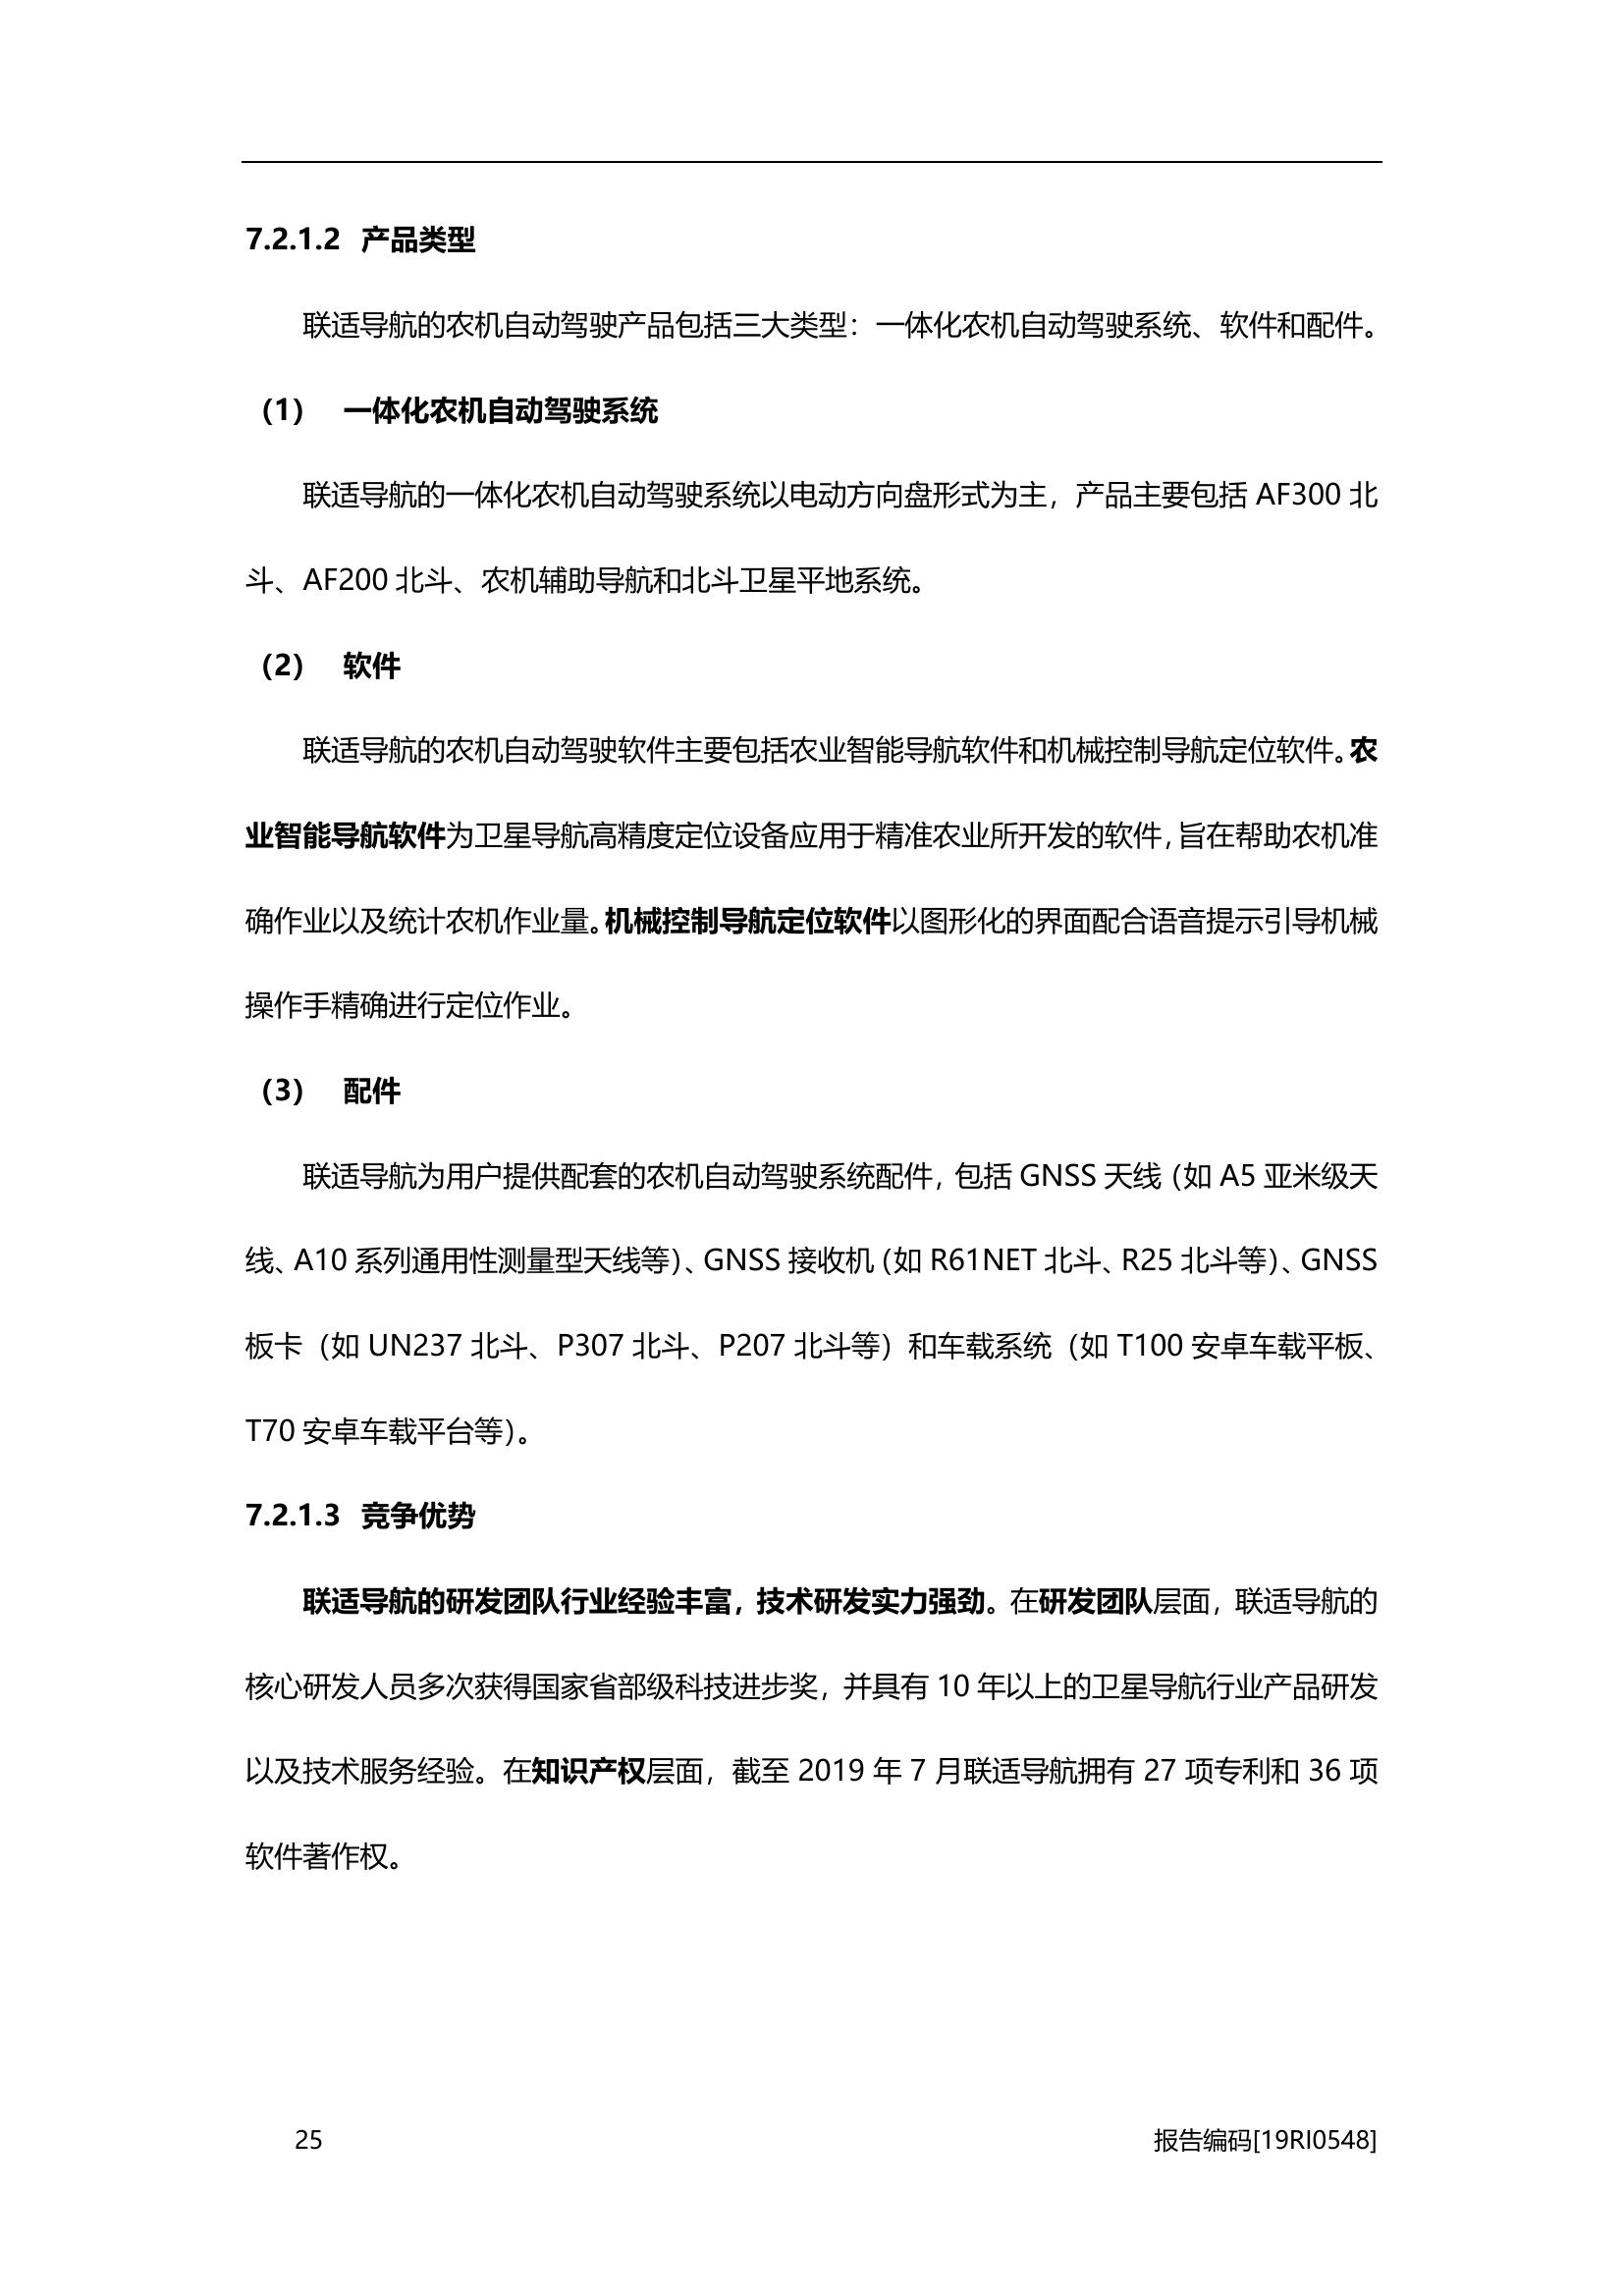 7.2.1.2 产品类型
联适导航的农机自动驾驶产品包括三大类型：一体化农机自动驾驶系统、软件和配件。
（1） 一体化农机自动驾驶系统
联适导航的一体化农机自动驾驶系统以电动方向盘形式为主，产品主要包括 AF300 北
斗、AF200 北斗、农机辅助导航和北斗卫星平地系统。
（2） 软件
联适导航的农机自动驾驶软件主要包括农业智能导航软件和机械控制导航定位软件。农
业智能导航软件为卫星导航高精度定位设备应用于精准农业所开发的软件，旨在帮助农机准
确作业以及统计农机作业量。机械控制导航定位软件以图形化的界面配合语音提示引导机械
操作手精确进行定位作业。
（3） 配件
联适导航为用户提供配套的农机自动驾驶系统配件，包括 GNSS 天线（如 A5 亚米级天
线、A10 系列通用性测量型天线等）、GNSS 接收机（如 R61NET 北斗、R25 北斗等）、GNSS
板卡（如 UN237 北斗、P307 北斗、P207 北斗等）和车载系统（如 T100 安卓车载平板、
T70 安卓车载平台等）。
7.2.1.3 竞争优势
联适导航的研发团队行业经验丰富，技术研发实力强劲。在研发团队层面，联适导航的
核心研发人员多次获得国家省部级科技进步奖，并具有 10 年以上的卫星导航行业产品研发
以及技术服务经验。在知识产权层面，截至 2019 年 7 月联适导航拥有 27 项专利和 36 项
软件著作权。
25 报告编码[19RI0548]